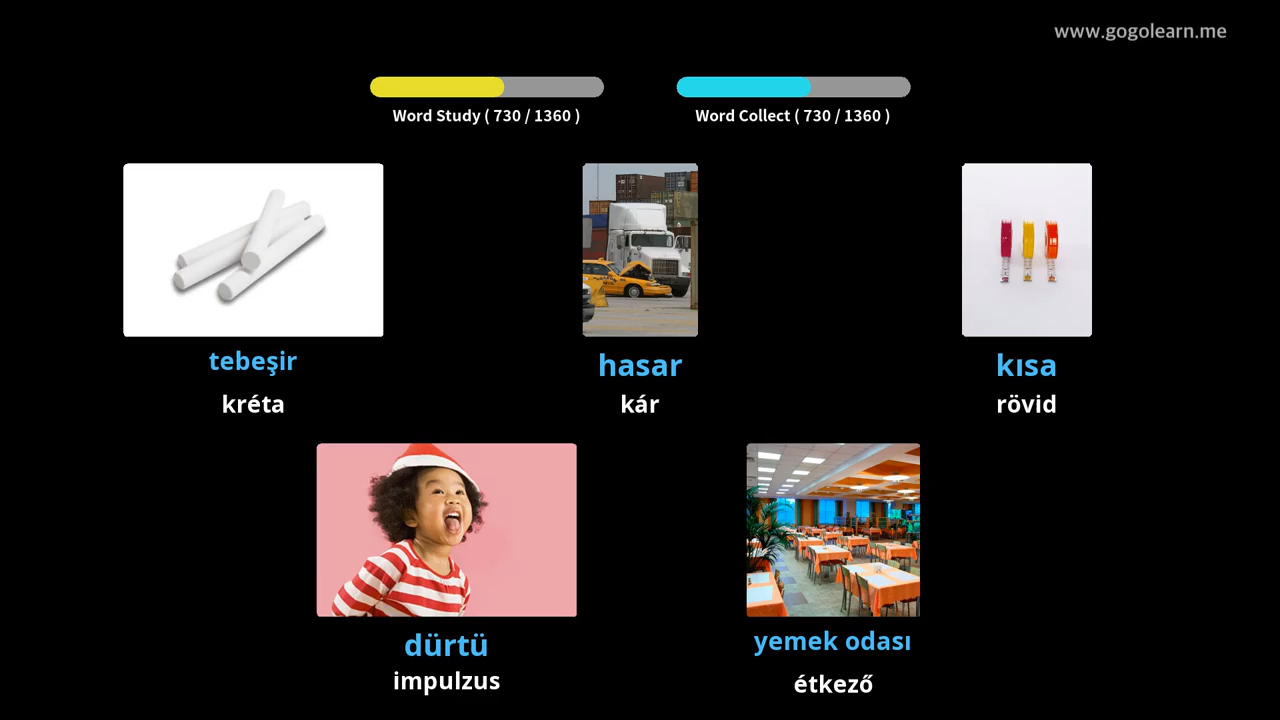 www.gogolearn.me
Word Study ( 730 / 1360 )
Word Collect ( 730 / 1360 )
tebeşir
kréta
hasar
kár
kısa
rövid
dürtü
impulzus
yemek odası
étkező